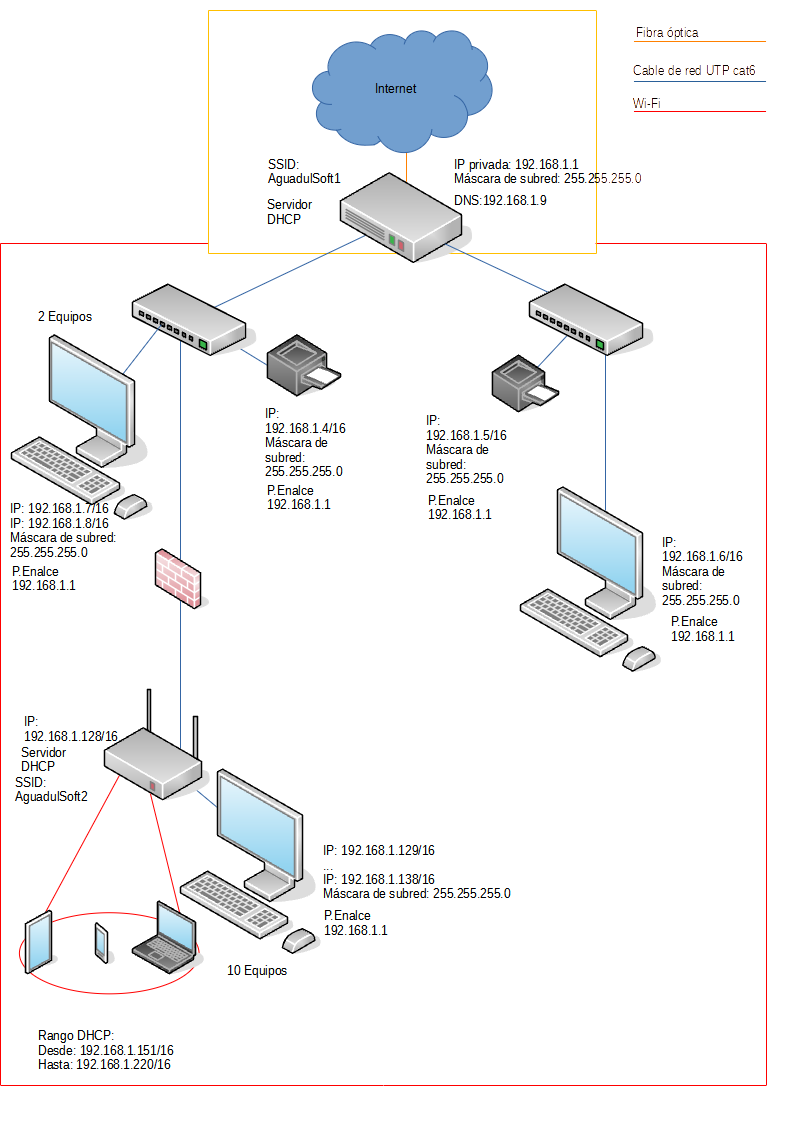 Fibra óptica
Cable de red UTP cat6
Wi-Fi
Internet
SSID:
AguadulSoft1
Servidor
DHCP
IP privada: 192.168.1.1
Máscara de subred: 255.255.255.0
DNS:192.168.1.9
2 Equipos
IP: 192.168.1.7/16
IP: 192.168.1.8/16
Máscara de subred:
255.255.255.0
P.Enalce
192.168.1.1
IP:
192.168.1.4/16
Máscara de
subred:
255.255.255.0
P.Enalce
192.168.1.1
IP:
192.168.1.5/16
Máscara de
subred:
255.255.255.0
P.Enalce
192.168.1.1
IP:
192.168.1.6/16
Máscara de
subred:
255.255.255.0
P.Enalce
192.168.1.1
IP:
192.168.1.128/16
Servidor
DHCP
SSID:
AguadulSoft2
IP: 192.168.1.129/16
...
IP: 192.168.1.138/16
Máscara de subred: 255.255.255.0
P.Enalce
192.168.1.1
10 Equipos
Rango DHCP:
Desde: 192.168.1.151/16
Hasta: 192.168.1.220/16